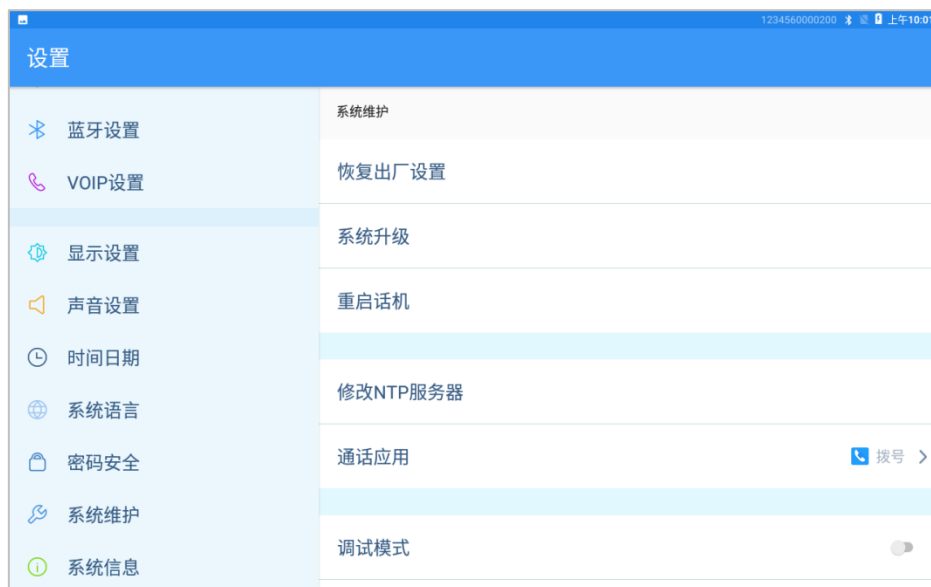 1234560000200 上午10:01
设置
蓝牙设置
VOIP设置
显示设置
声音设置
时间日期
系统语言
密码安全
系统维护
系统信息
系统维护
恢复出厂设置
系统升级
重启话机
修改NTP服务器
通话应用 拨号
调试模式